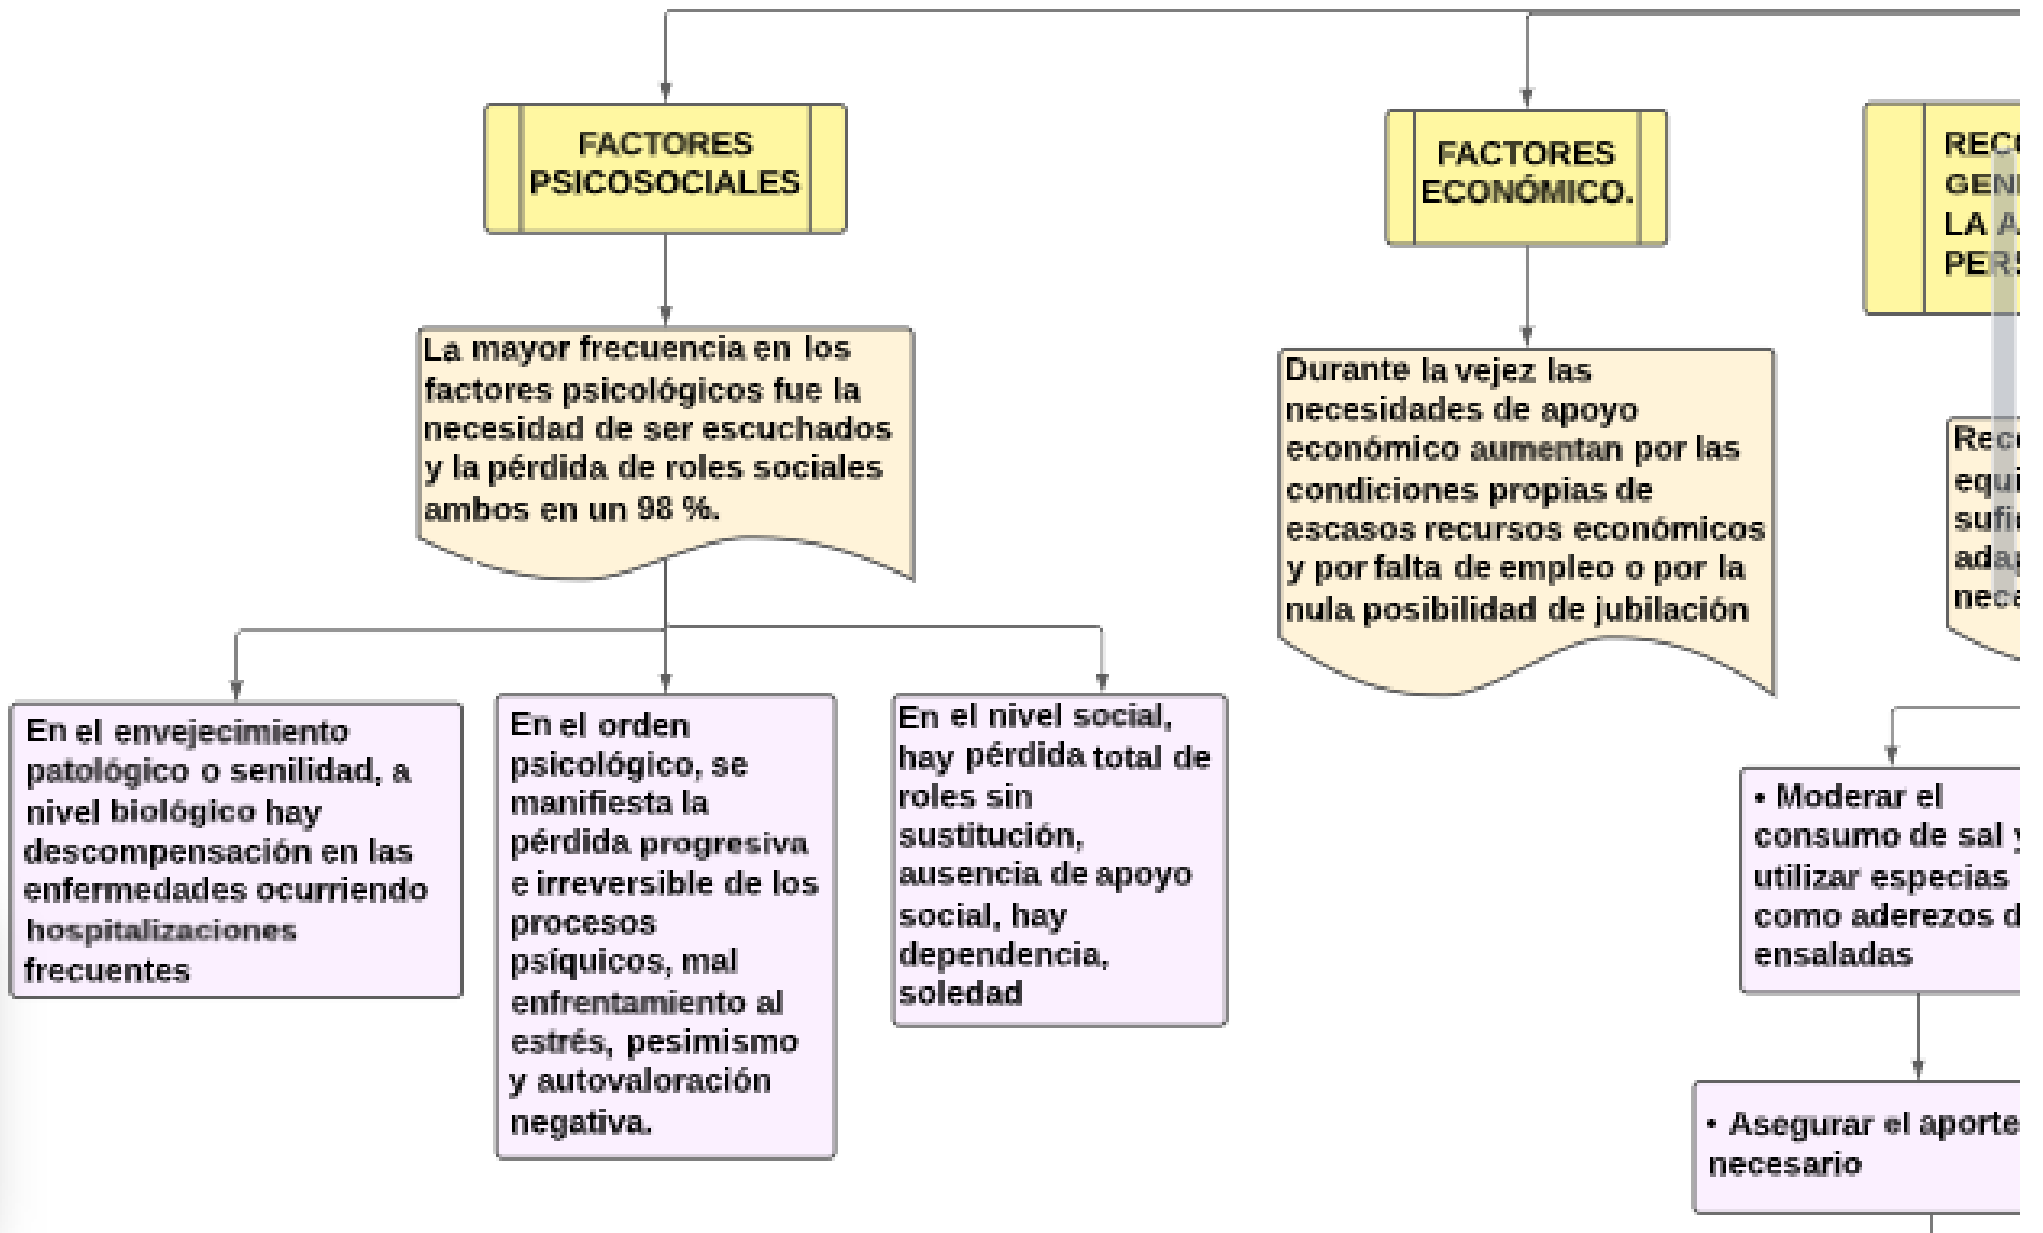 FACTORES
PSICOSOCIALES
La mayor frecuencia en los
factores psicológicos fue la
necesidad de ser escuchados
y la pérdida de roles sociales
ambos en un 98 %.
En el envejecimiento
patológico o senilidad, a
nivel biológico hay
descompensación en las
enfermedades ocurriendo
hospitalizaciones
frecuentes
En el orden
psicológico, se
manifiesta la
pérdida progresiva
e irreversible de los
procesos
psíquicos, mal
enfrentamiento al
estrés, pesimismo
y autovaloración
negativa.
En el nivel social,
hay pérdida total de
roles sin
sustitución,
ausencia de apoyo
social, hay
dependencia,
soledad
FACTORES
ECONÓMICO.
Durante la vejez las
necesidades de apoyo
económico aumentan por las
condiciones propias de
escasos recursos económicos
y por falta de empleo o por la
nula posibilidad de jubilación
LA
• Moderar el
consumo de sal y
utilizar especias
como aderezos
ensaladas
• Asegurar el aporte
necesario